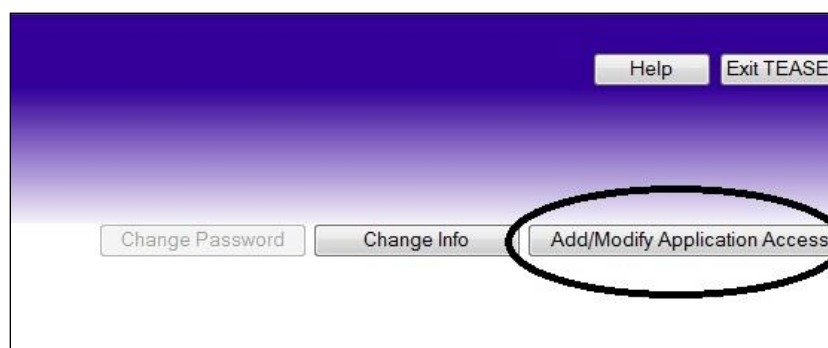 Help Exit TEASE
Change Password Change Info Add/Modify Application Access